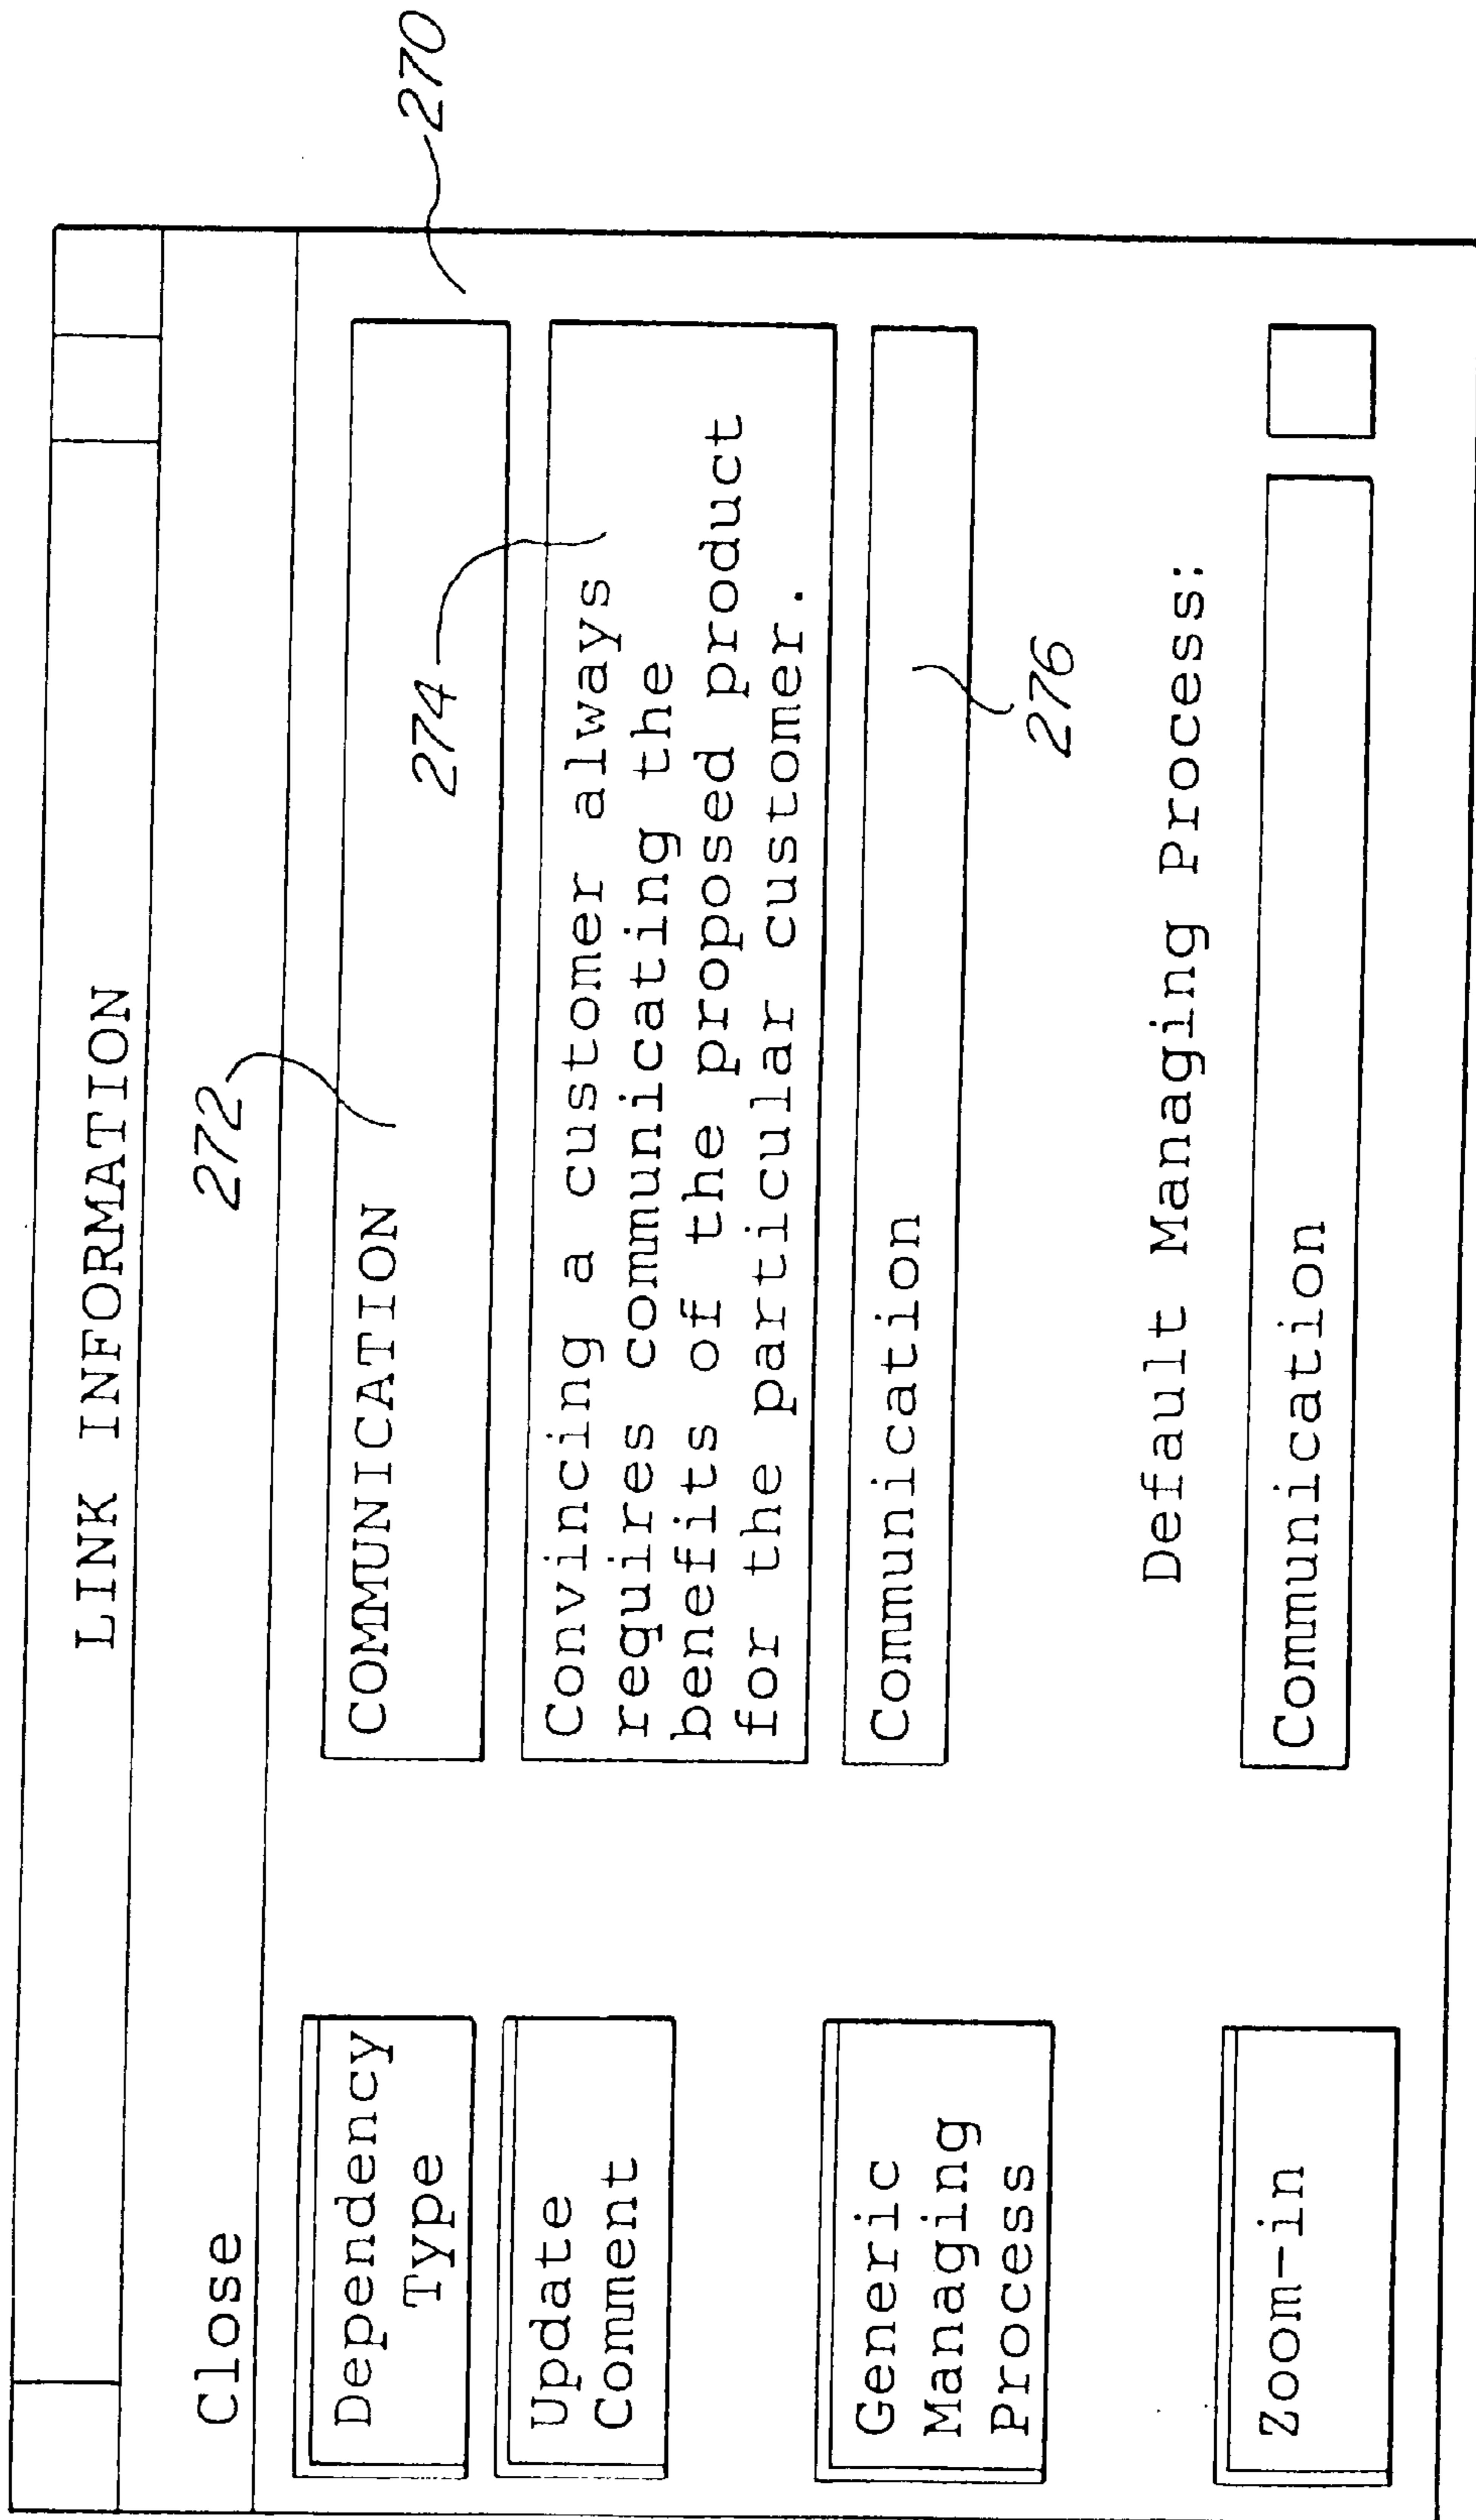 LINK INFORMATION
Close
272
270
Dependency
Type
COMMUNICATION
274
Update
Comment
Convincing a customer always
requires communicating the
benefits of the proposed product
for the particular customer.
Generic
Managing
Process
Communication
276
Default Managing Process:
Zoom-in
Communication